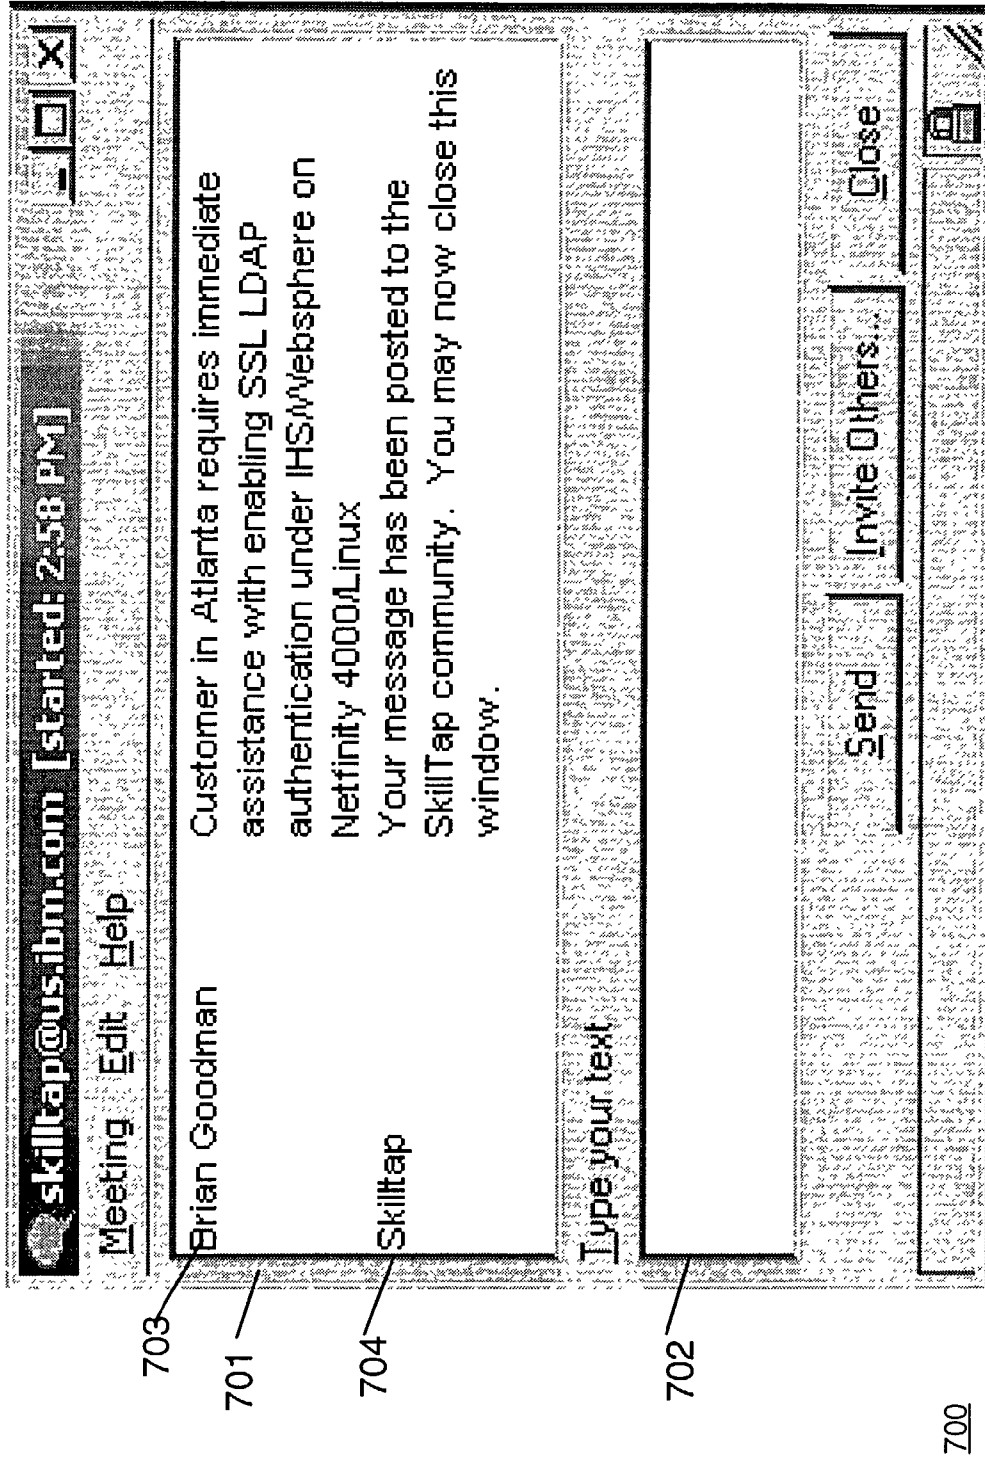 skilltap@us.ibm.com [started: 2:58 PM]
Meeting Edit Help
703
Brian Goodman Customer in Atlanta requires immediate
assistance with enabling SSL LDAP
authentication under IHS/Websphere on
Netfinity 4000/Linux
701
704
Skilltap Your message has been posted to the
SkillTap community. You may now close this
window.
Type your text
702
Send Invite Others... Close
700